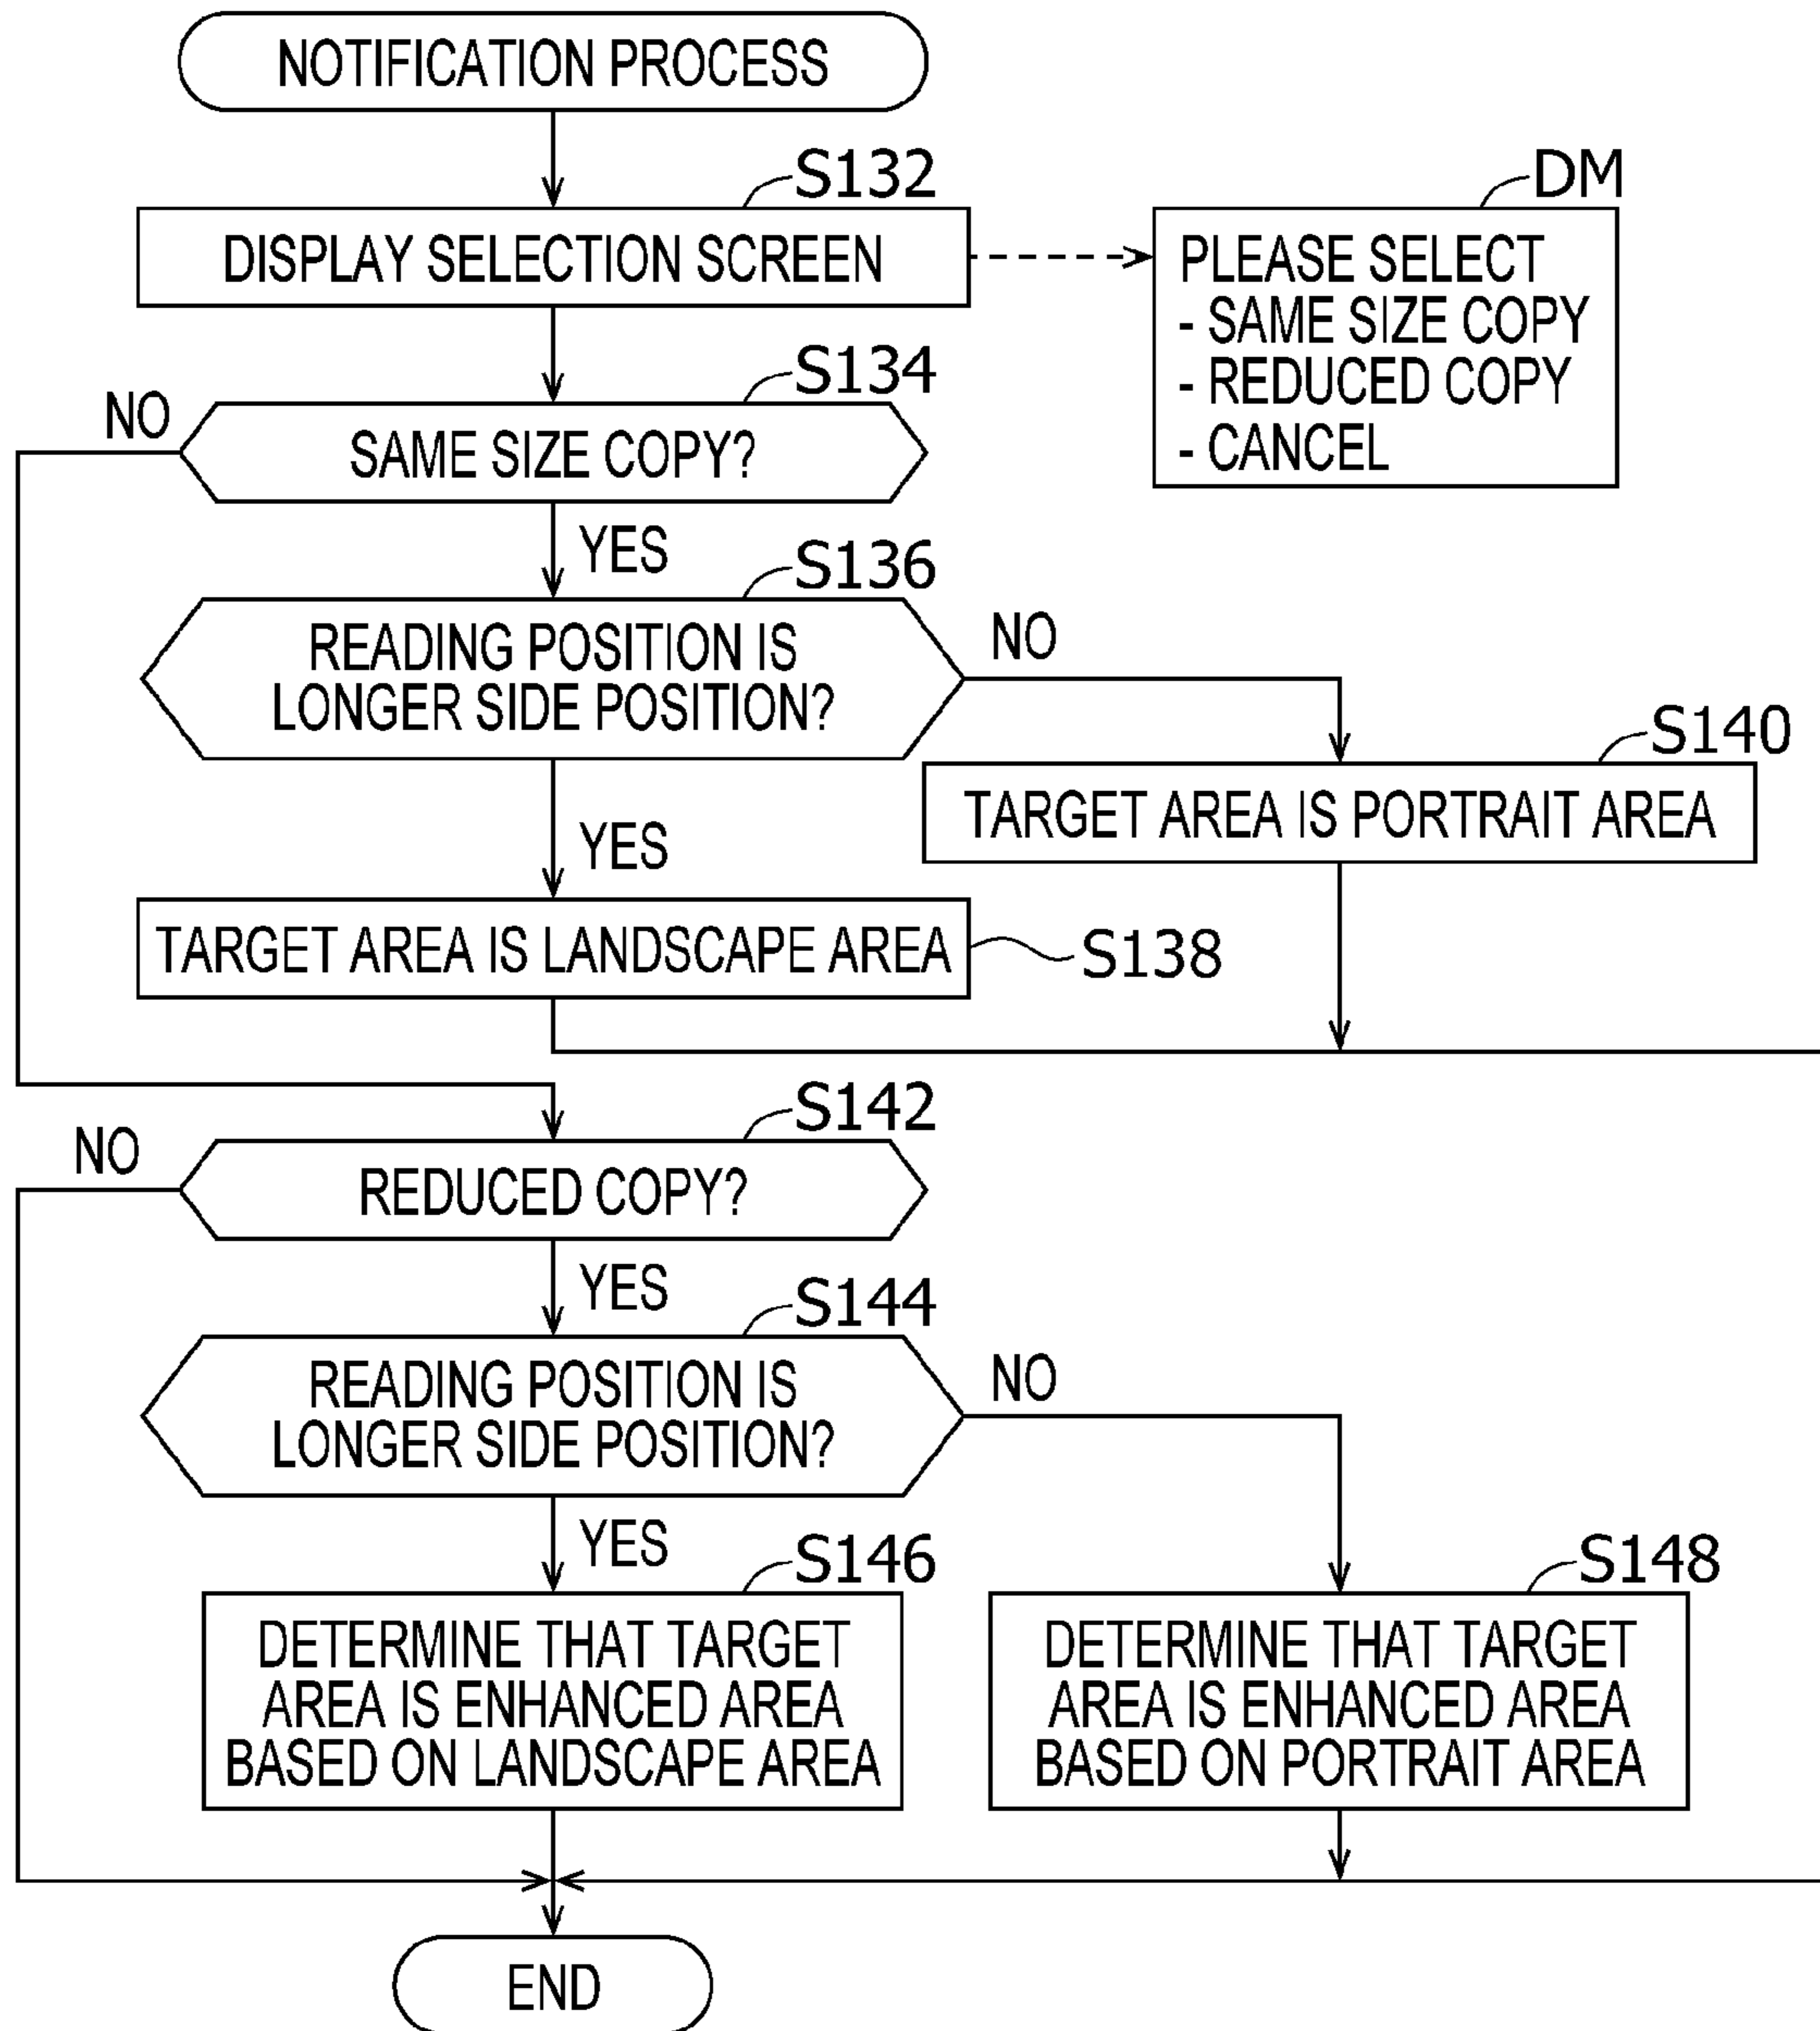 NOTIFICATION PROCESS
S132
DISPLAY SELECTION SCREEN
DM
PLEASE SELECT
- SAME SIZE COPY
- REDUCED COPY
- CANCEL
S134
NO
SAME SIZE COPY?
YES
S136
READING POSITION IS
LONGER SIDE POSITION?
NO
S140
TARGET AREA IS PORTRAIT AREA
YES
TARGET AREA IS LANDSCAPE AREA
S138
S142
NO
REDUCED COPY?
YES
S144
READING POSITION IS
LONGER SIDE POSITION?
NO
YES
S146
DETERMINE THAT TARGET
AREA IS ENHANCED AREA
BASED ON LANDSCAPE AREA
S148
DETERMINE THAT TARGET
AREA IS ENHANCED AREA
BASED ON PORTRAIT AREA
END